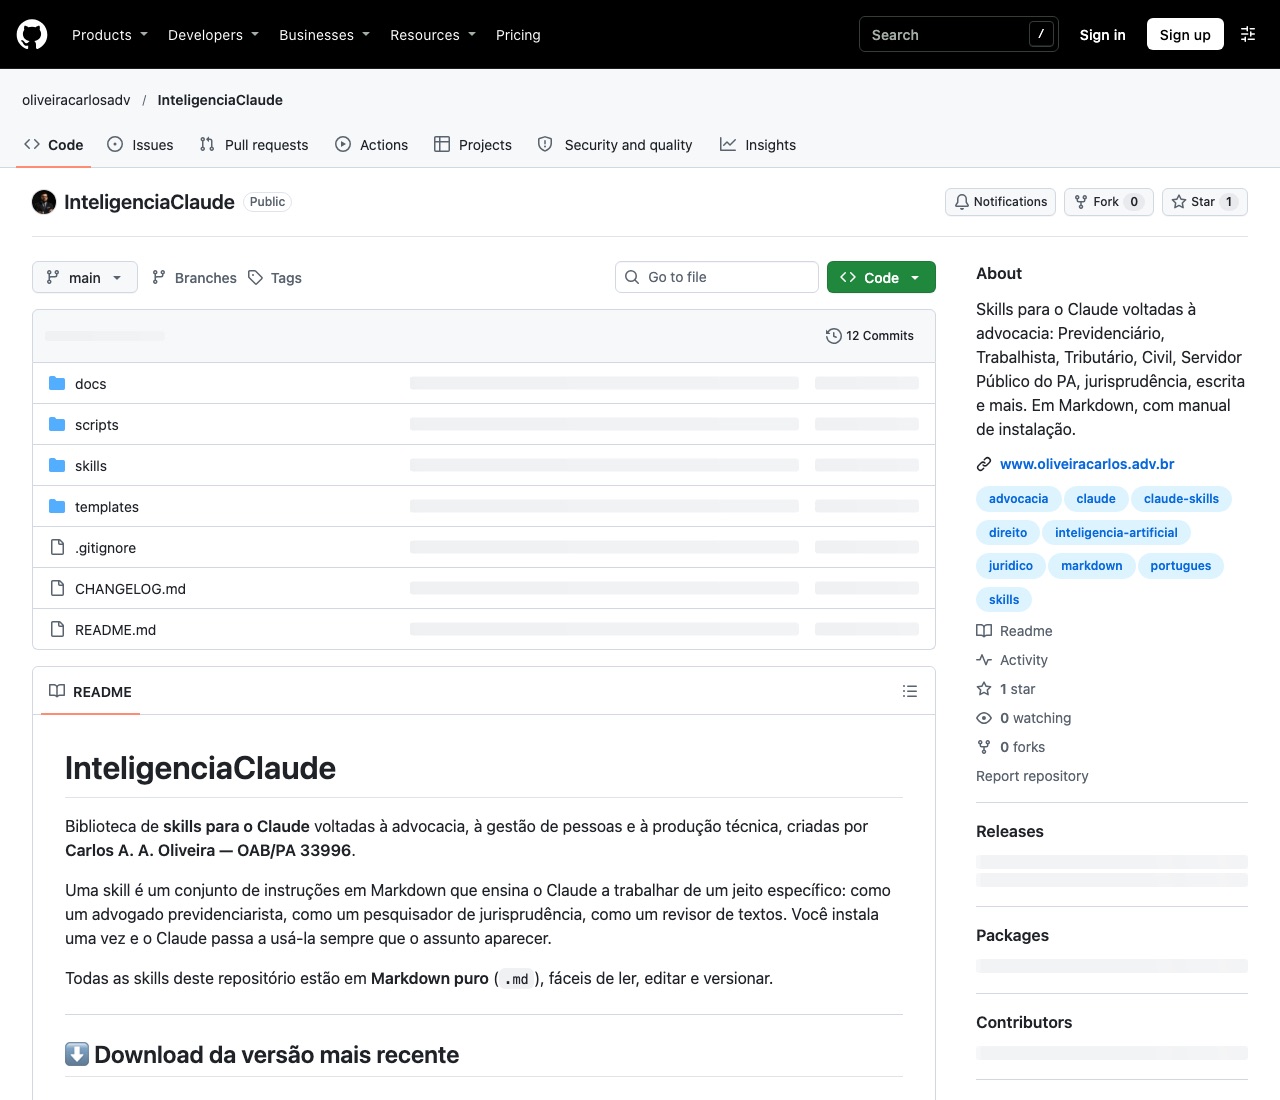 Products Developers Businesses Resources Pricing Search / Sign in Sign up
oliveiracarlosadv / InteligenciaClaude
Code Issues Pull requests Actions Projects Security and quality Insights
InteligenciaClaude Public Notifications Fork 0 Star 1
main Branches Tags Go to file Code
12 Commits
docs
scripts
skills
templates
.gitignore
CHANGELOG.md
README.md
README
InteligenciaClaude
Biblioteca de skills para o Claude voltadas à advocacia, à gestão de pessoas e à produção técnica, criadas por
Carlos A. A. Oliveira — OAB/PA 33996.
Uma skill é um conjunto de instruções em Markdown que ensina o Claude a trabalhar de um jeito específico: como
um advogado previdenciarista, como um pesquisador de jurisprudência, como um revisor de textos. Você instala
uma vez e o Claude passa a usá-la sempre que o assunto aparecer.
Todas as skills deste repositório estão em Markdown puro ( .md ), fáceis de ler, editar e versionar.
Download da versão mais recente
About
Skills para o Claude voltadas à
advocacia: Previdenciário,
Trabalhista, Tributário, Civil, Servidor
Público do PA, jurisprudência, escrita
e mais. Em Markdown, com manual
de instalação.
www.oliveiracarlos.adv.br
advocacia claude claude-skills
direito inteligencia-artificial
juridico markdown portugues
skills
Readme
Activity
1 star
0 watching
0 forks
Report repository
Releases
Packages
Contributors